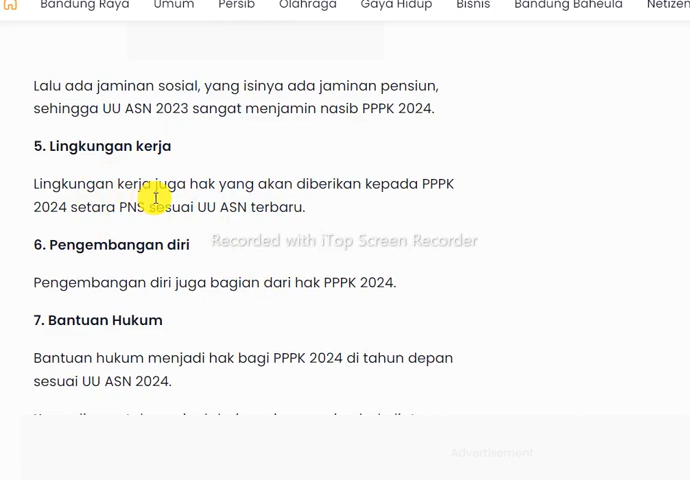 Bandung Raya Umum Persib Olahraga Gaya Hidup Bisnis Bandung Baheula Netizen
Lalu ada jaminan sosial, yang isinya ada jaminan pensiun,
sehingga UU ASN 2023 sangat menjamin nasib PPPK 2024.
5. Lingkungan kerja
Lingkungan kerja juga hak yang akan diberikan kepada PPPK
2024 setara PNS sesuai UU ASN terbaru.
Recorded with iTop Screen Recorder
6. Pengembangan diri
Pengembangan diri juga bagian dari hak PPPK 2024.
7. Bantuan Hukum
Bantuan hukum menjadi hak bagi PPPK 2024 di tahun depan
sesuai UU ASN 2024.
Advertisement